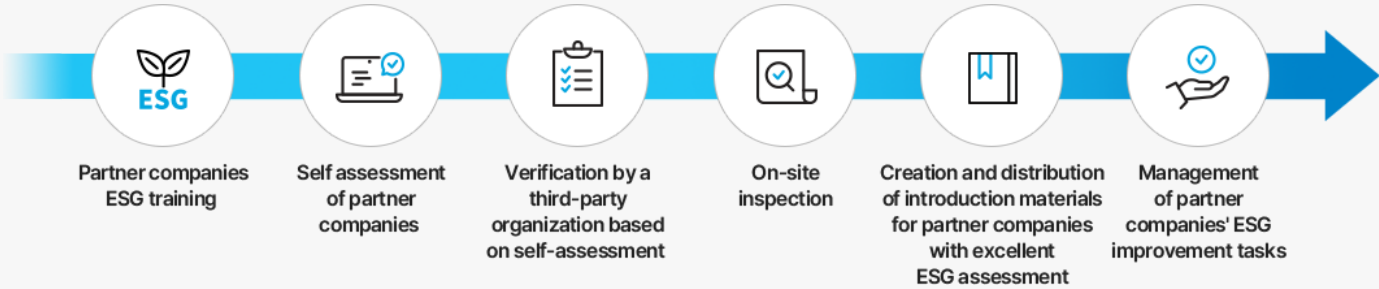 ESG
Partner companies
ESG training
Self assessment
of partner
companies
Verification by a
third-party
organization based
on self-assessment
On-site
inspection
Creation and distribution
of introduction materials
for partner companies
with excellent
ESG assessment
Management
of partner
companies' ESG
improvement tasks